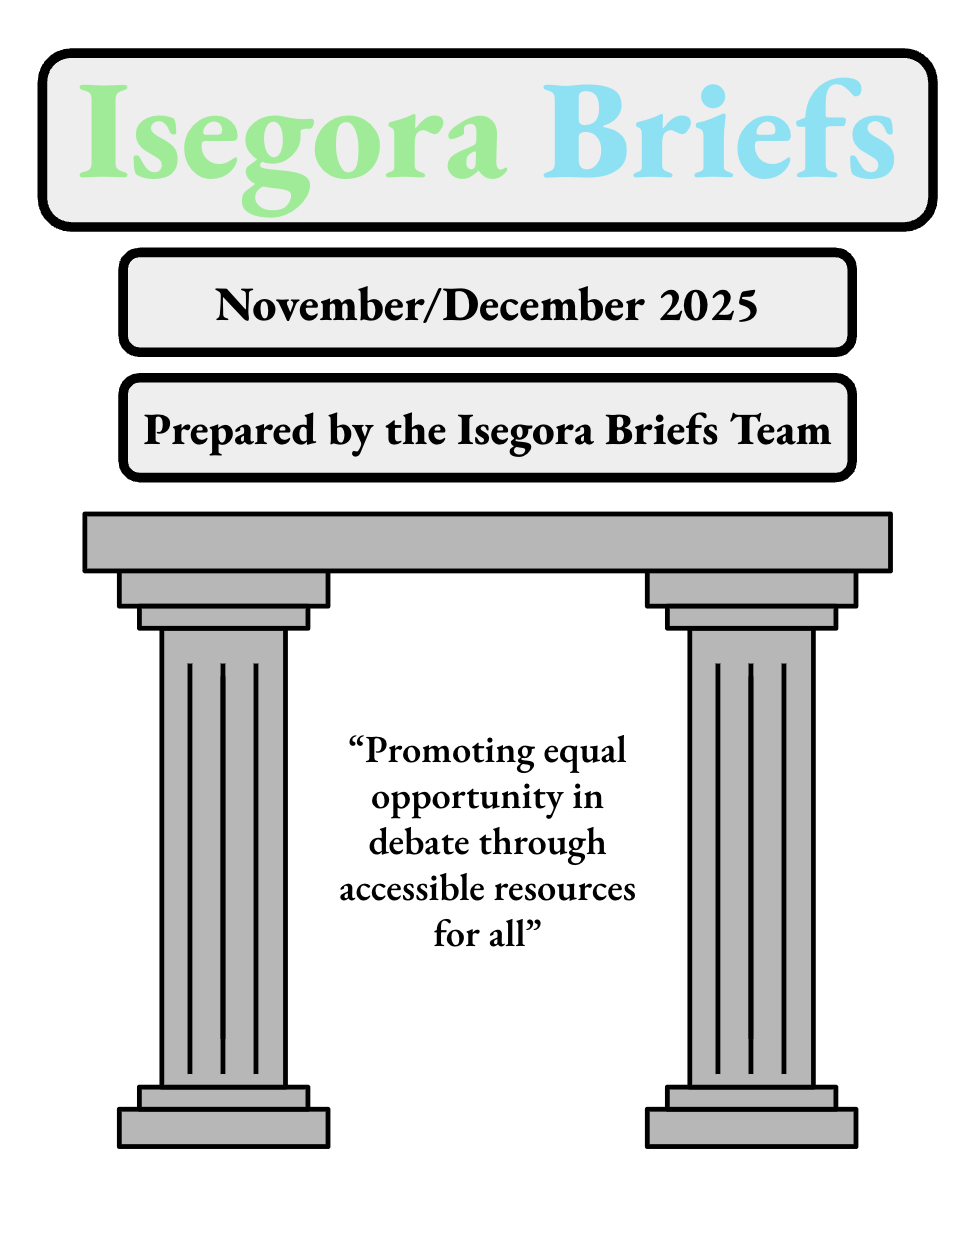 Isegora Briefs
November/December 2025
Prepared by the Isegora Briefs Team
“Promoting equal
opportunity in
debate through
accessible resources
for all”